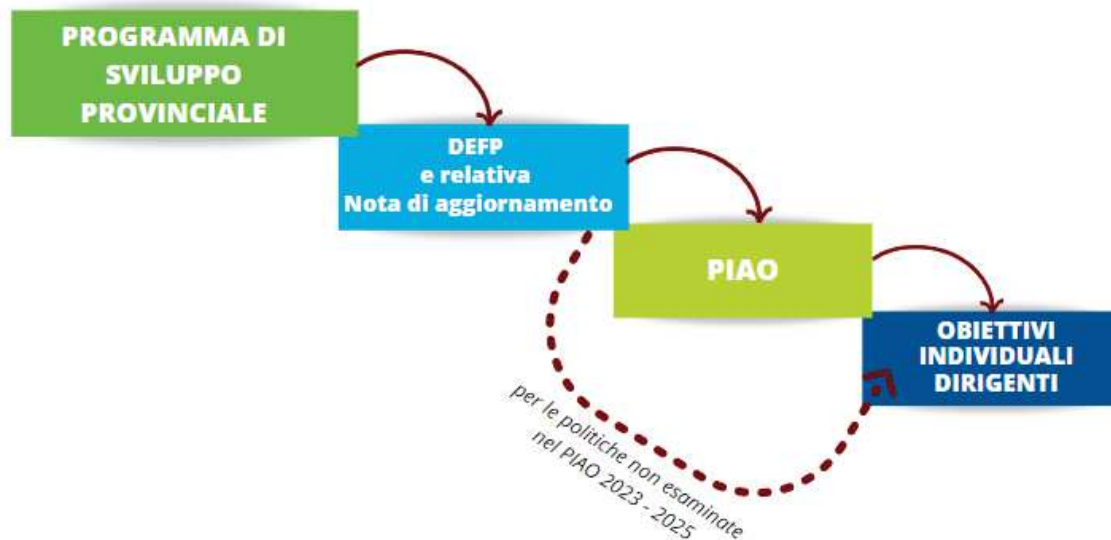 PROGRAMMA DI
SVILUPPO
PROVINCIALE
DEFP
e relativa
Nota di aggiornamento
PIAO
OBIETTIVI
INDIVIDUALI
DIRIGENTI
per le politiche non esaminate
nel PIAO 2023 - 2025